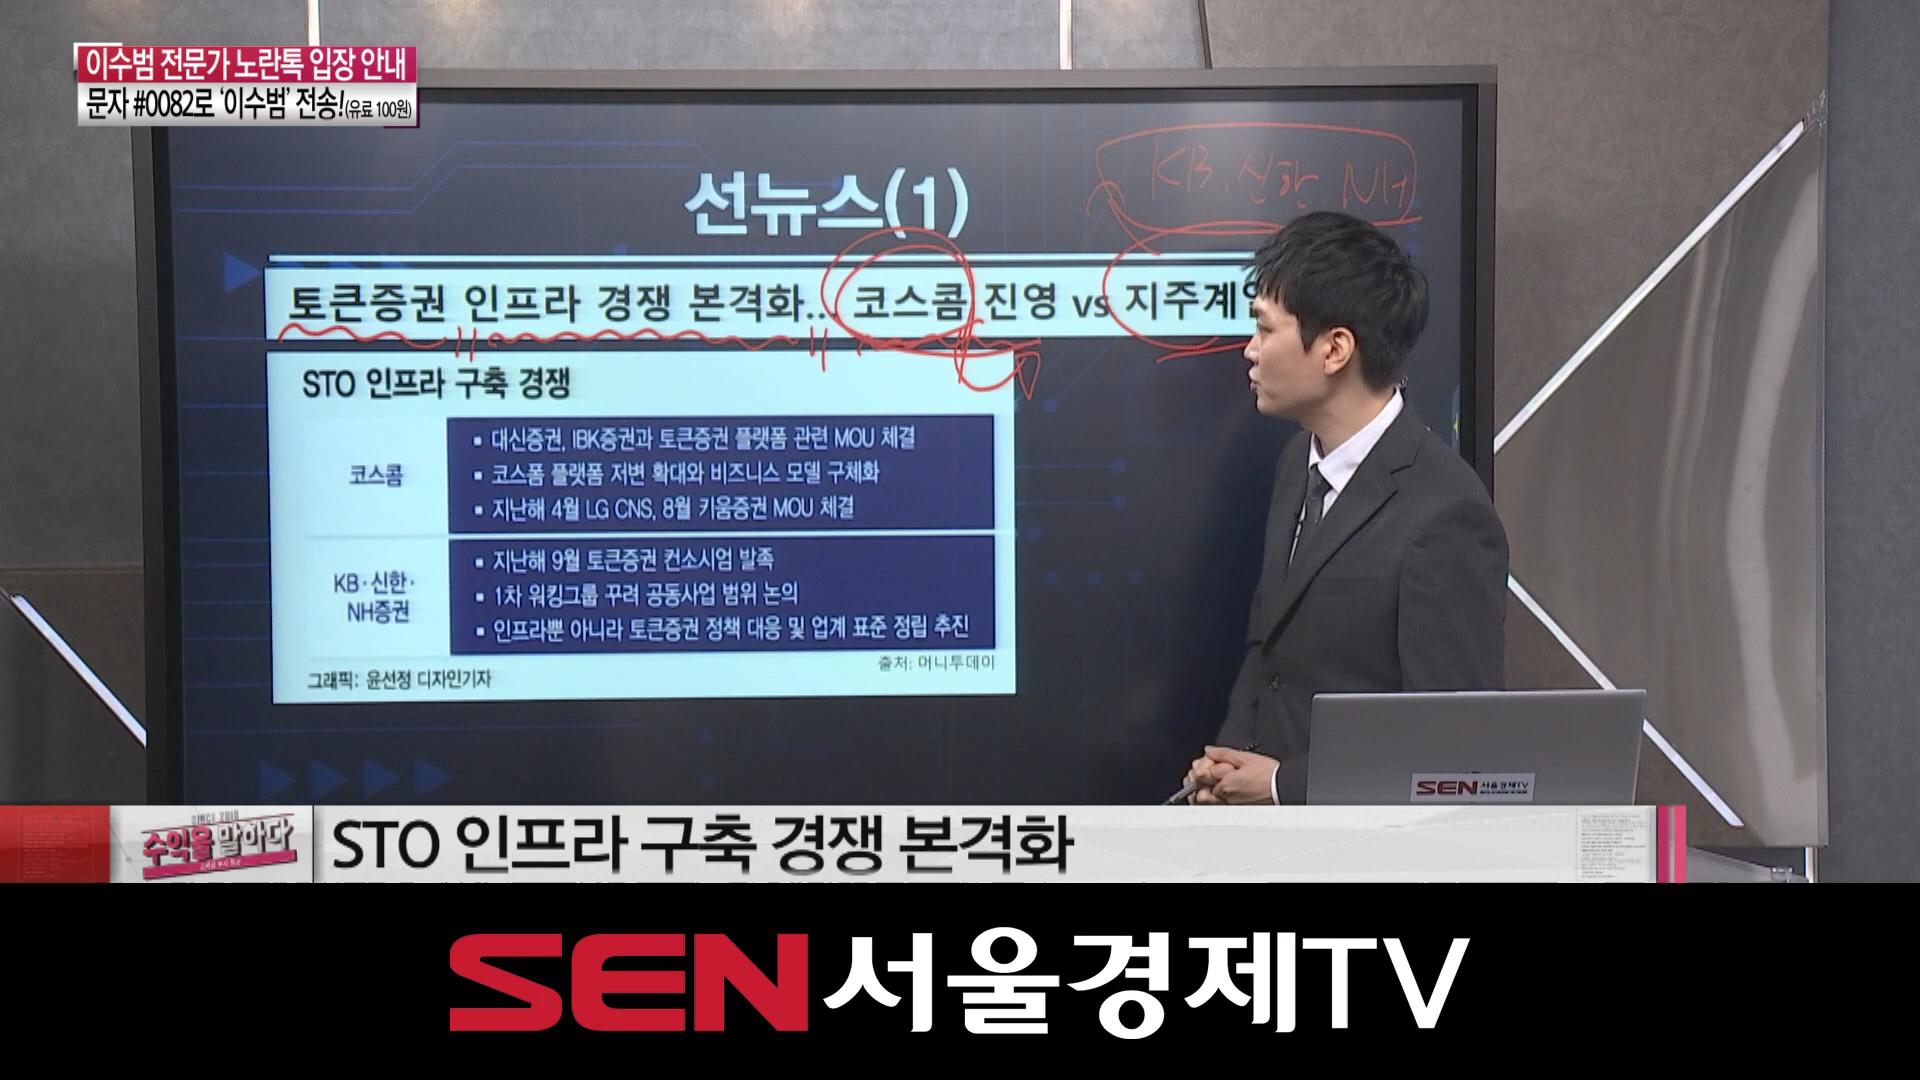 이수범 전문가 노란톡 입장 안내
문자 #0082로 '이수범' 전송!(유료 100원)
KB.신한.NH
선뉴스(1)
토큰증권 인프라 경쟁 본격화... 코스콤 진영 vs 지주계열
STO 인프라 구축 경쟁
코스콤
▪ 대신증권, IBK증권과 토큰증권 플랫폼 관련 MOU 체결
▪ 코스폼 플랫폼 저변 확대와 비즈니스 모델 구체화
▪ 지난해 4월 LG CNS, 8월 키움증권 MOU 체결
KB·신한·
NH증권
▪ 지난해 9월 토큰증권 컨소시엄 발족
▪ 1차 워킹그룹 꾸려 공동사업 범위 논의
▪ 인프라뿐 아니라 토큰증권 정책 대응 및 업계 표준 정립 추진
출처: 머니투데이
그래픽: 윤선정 디자인기자
SEN 서울경제TV
수익을 말하다
STO 인프라 구축 경쟁 본격화
SEN서울경제TV